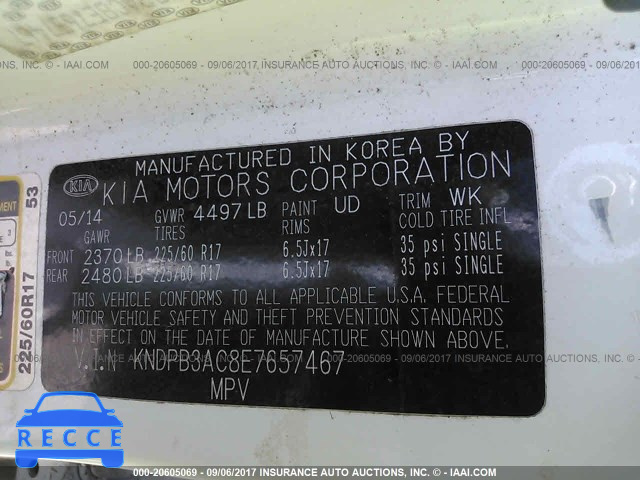 000-20605069 - 09/06/2017 INSURANCE AUTO AUCTIONS, INC. - © IAAI.COM
MANUFACTURED IN KOREA BY
KIA KIA MOTORS CORPORATION
05/14 GVWR 4497 LB PAINT UD TRIM WK
GAWR TIRES RIMS COLD TIRE INFL
FRONT 2370 LB 225/60 R17 6.5Jx17 35 psi SINGLE
REAR 2480 LB 225/60 R17 6.5Jx17 35 psi SINGLE
THIS VEHICLE CONFORMS TO ALL APPLICABLE U.S.A. FEDERAL
MOTOR VEHICLE SAFETY AND THEFT PREVENTION STANDARDS
IN EFFECT ON THE DATE OF MANUFACTURE SHOWN ABOVE.
V.I.N KNDPB3AC8E7657467
MPV
53
225/60R17
000-20605069 - 09/06/2017 INSURANCE AUTO AUCTIONS, INC. - © IAAI.COM
RECCE
000-20605069 - 09/06/2017 INSURANCE AUTO AUCTIONS, INC. - © IAAI.COM